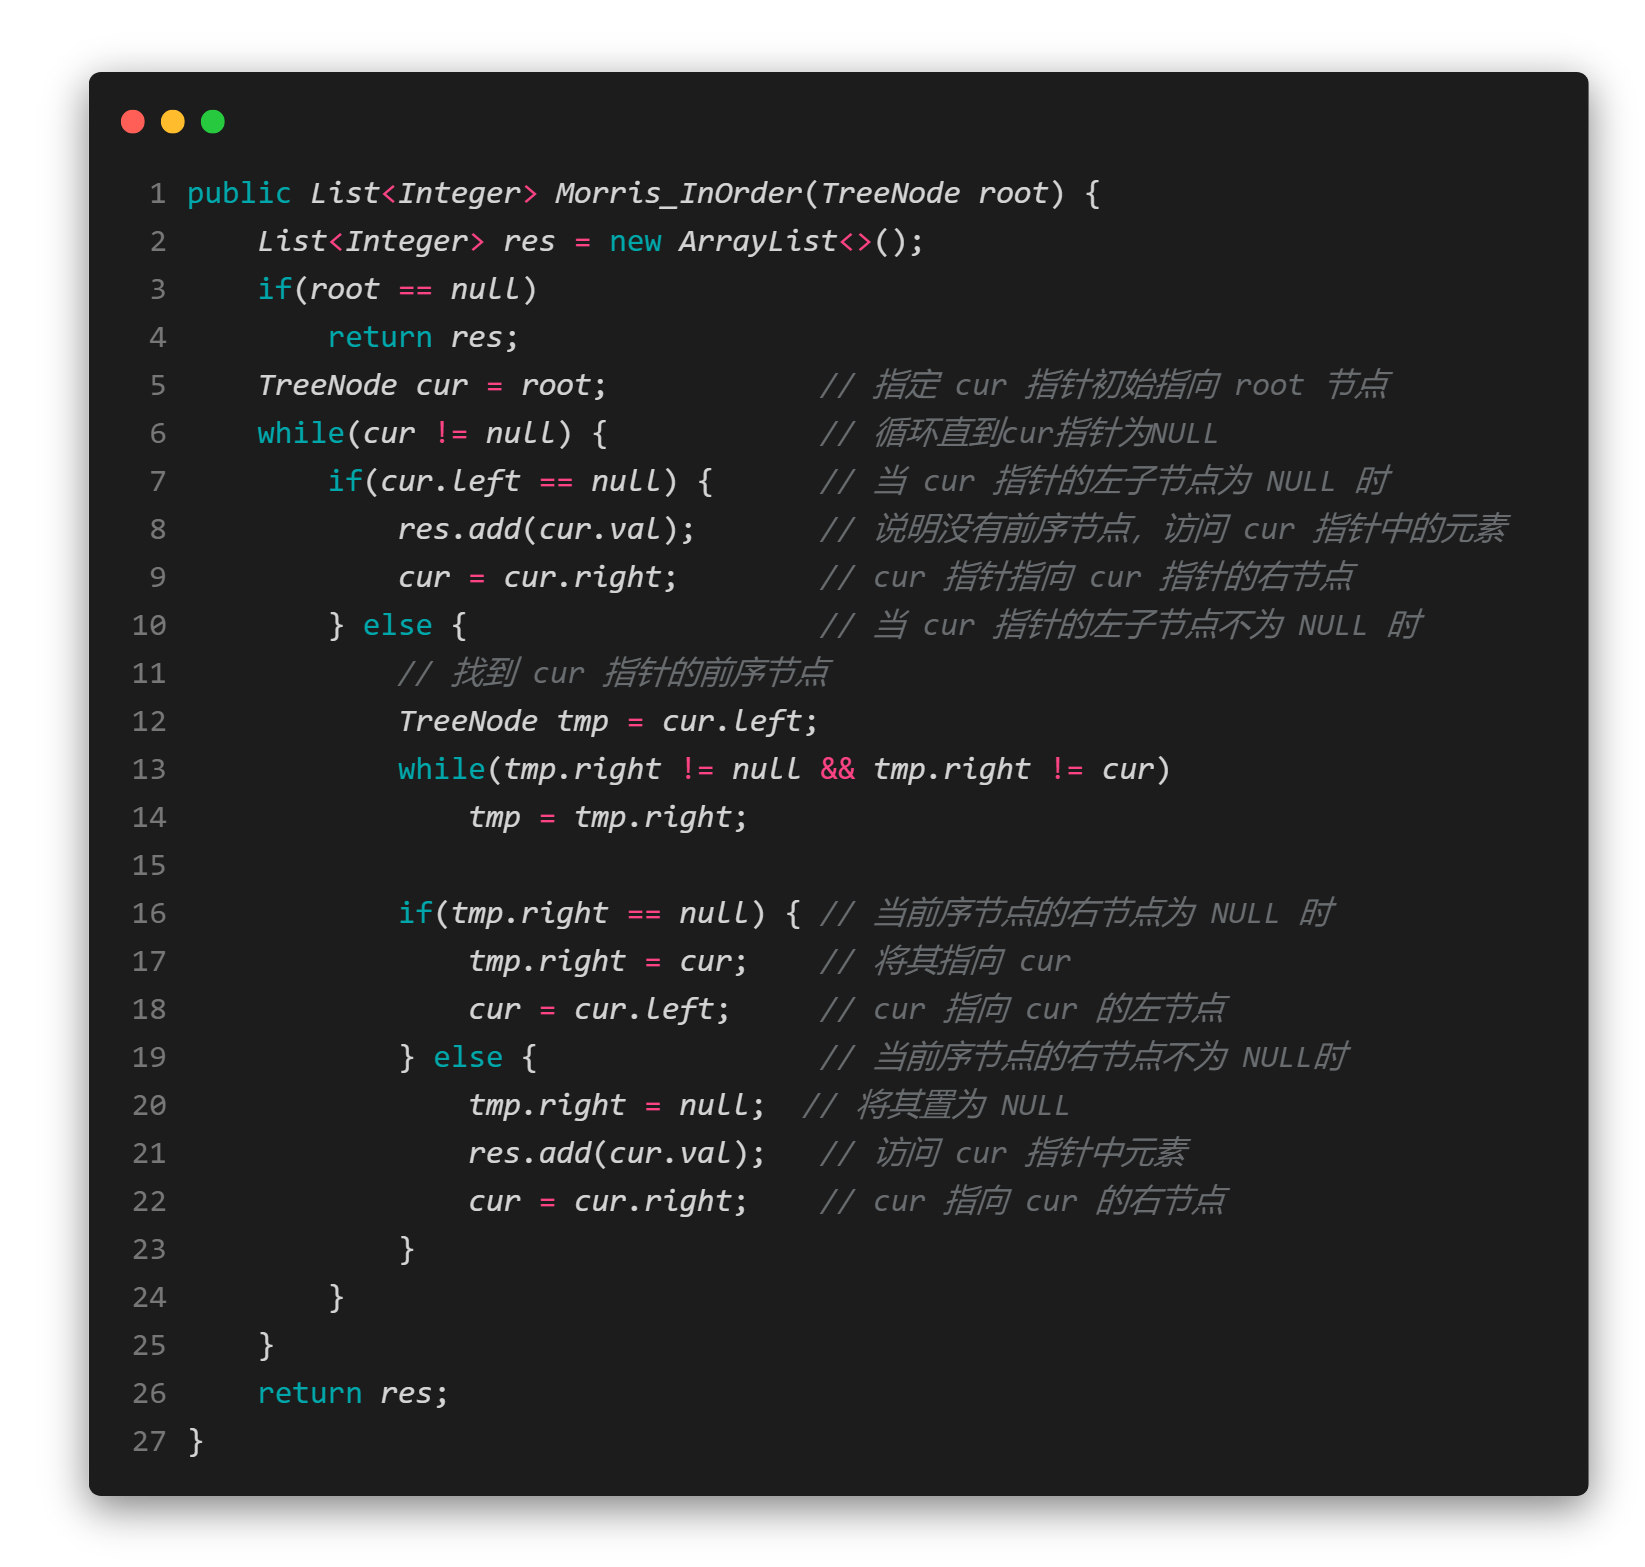 1 public List<Integer> Morris_InOrder(TreeNode root) {
2     List<Integer> res = new ArrayList<>();
3     if(root == null)
4         return res;
5     TreeNode cur = root;            // 指定 cur 指针初始指向 root 节点
6     while(cur != null) {            // 循环直到cur指针为NULL
7         if(cur.left == null) {      // 当 cur 指针的左子节点为 NULL 时
8             res.add(cur.val);       // 说明没有前序节点，访问 cur 指针中的元素
9             cur = cur.right;        // cur 指针指向 cur 指针的右节点
10         } else {                    // 当 cur 指针的左子节点不为 NULL 时
11             // 找到 cur 指针的前序节点
12             TreeNode tmp = cur.left;
13             while(tmp.right != null && tmp.right != cur)
14                 tmp = tmp.right;
15
16             if(tmp.right == null) { // 当前序节点的右节点为 NULL 时
17                 tmp.right = cur;    // 将其指向 cur
18                 cur = cur.left;     // cur 指向 cur 的左节点
19             } else {                // 当前序节点的右节点不为 NULL时
20                 tmp.right = null;  // 将其置为 NULL
21                 res.add(cur.val);   // 访问 cur 指针中元素
22                 cur = cur.right;    // cur 指向 cur 的右节点
23             }
24         }
25     }
26     return res;
27 }